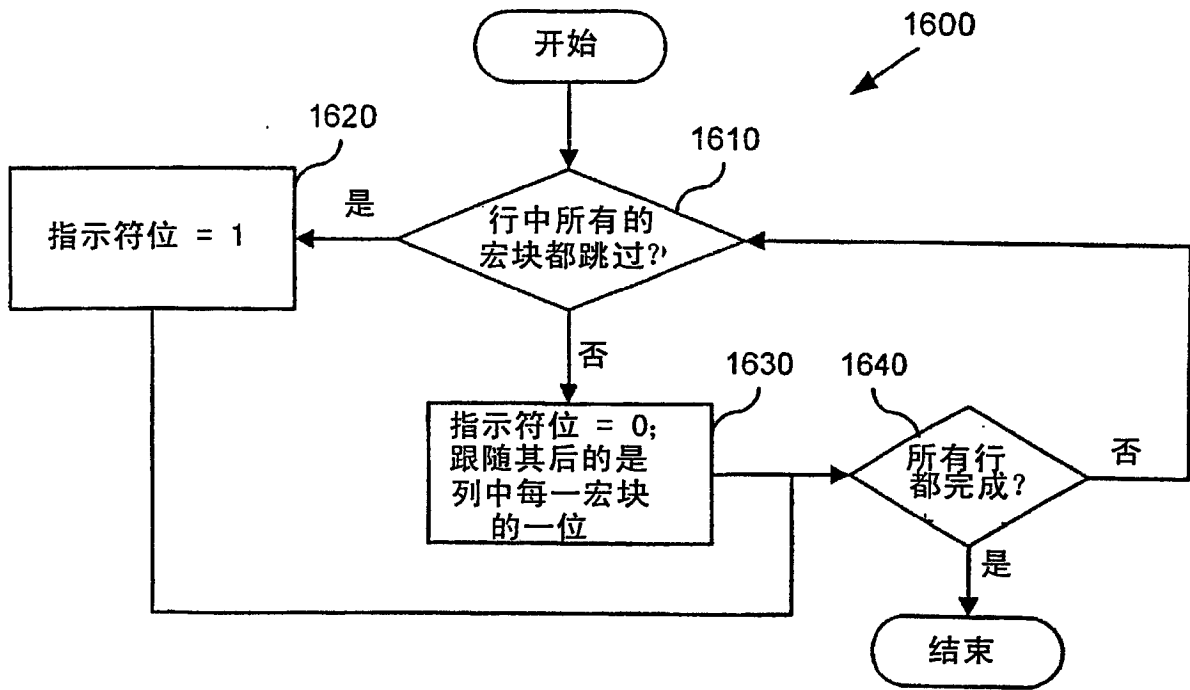 开始
1600
1620
1610
是
指示符位 = 1
行中所有的
宏块都跳过?
否
1630
1640
指示符位 = 0;
跟随其后的是
列中每一宏块
的一位
所有行
都完成?
否
是
结束